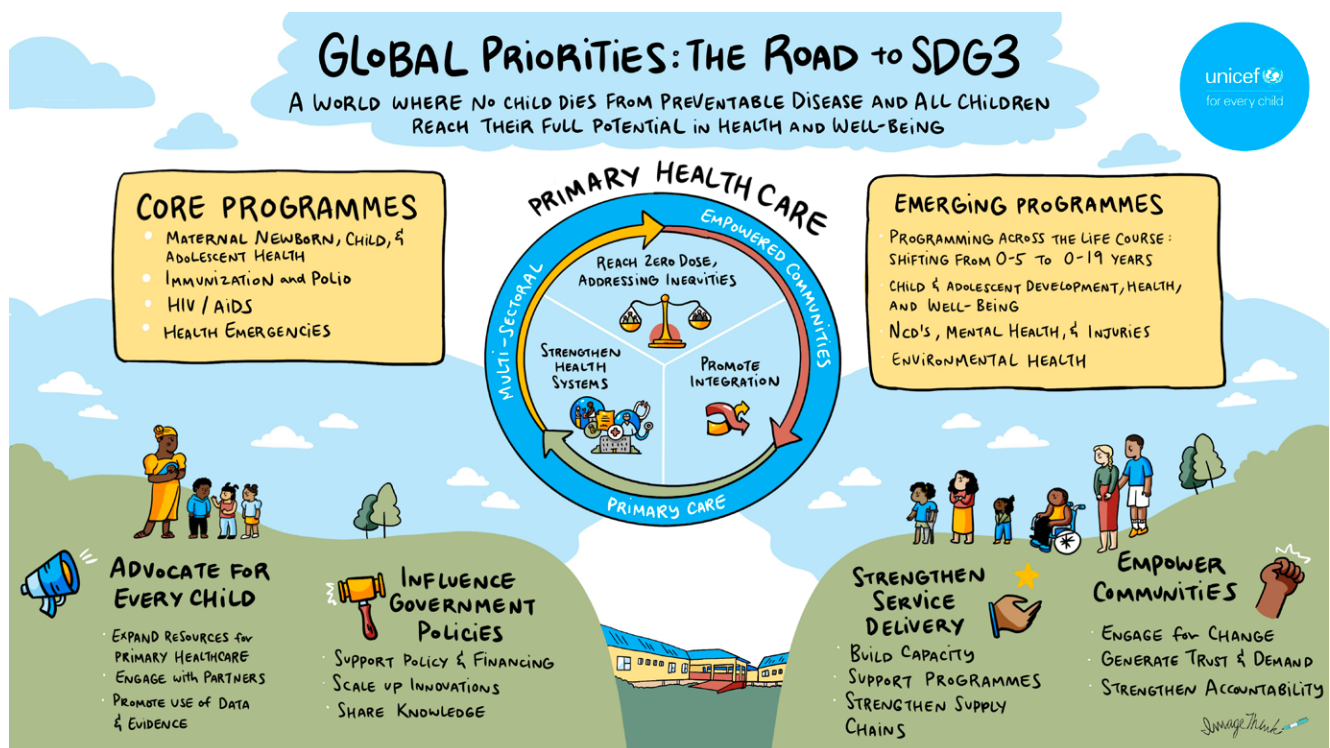 GLOBAL PRIORITIES: THE ROAD to SDG3
A WORLD WHERE NO CHILD DIES FROM PREVENTABLE DISEASE AND ALL CHILDREN
REACH THEIR FULL POTENTIAL IN HEALTH AND WELL-BEING
unicef
for every child
CORE PROGRAMMES
MATERNAL NEWBORN, CHILD, &
ADOLESCENT HEALTH
IMMUNIZATION and POLIO
HIV / AIDS
HEALTH EMERGENCIES
PRIMARY HEALTH CARE
MULTI-SECTORAL
EMPOWERED COMMUNITIES
PRIMARY CARE
REACH ZERO DOSE,
ADDRESSING INEQUITIES
STRENGTHEN
HEALTH
SYSTEMS
PROMOTE
INTEGRATION
EMERGING PROGRAMMES
PROGRAMMING ACROSS THE LIFE COURSE:
SHIFTING FROM 0-5 TO 0-19 YEARS
CHILD & ADOLESCENT DEVELOPMENT, HEALTH,
AND WELL-BEING
NCD'S, MENTAL HEALTH, & INJURIES
ENVIRONMENTAL HEALTH
ADVOCATE FOR
EVERY CHILD
EXPAND RESOURCES for
PRIMARY HEALTHCARE
ENGAGE with PARTNERS
PROMOTE USE OF DATA
& EVIDENCE
INFLUENCE
GOVERNMENT
POLICIES
SUPPORT POLICY & FINANCING
SCALE UP INNOVATIONS
SHARE KNOWLEDGE
STRENGTHEN
SERVICE
DELIVERY
BUILD CAPACITY
SUPPORT PROGRAMMES
STRENGTHEN SUPPLY
CHAINS
EMPOWER
COMMUNITIES
ENGAGE for CHANGE
GENERATE TRUST & DEMAND
STRENGTHEN ACCOUNTABILITY
ImageThink